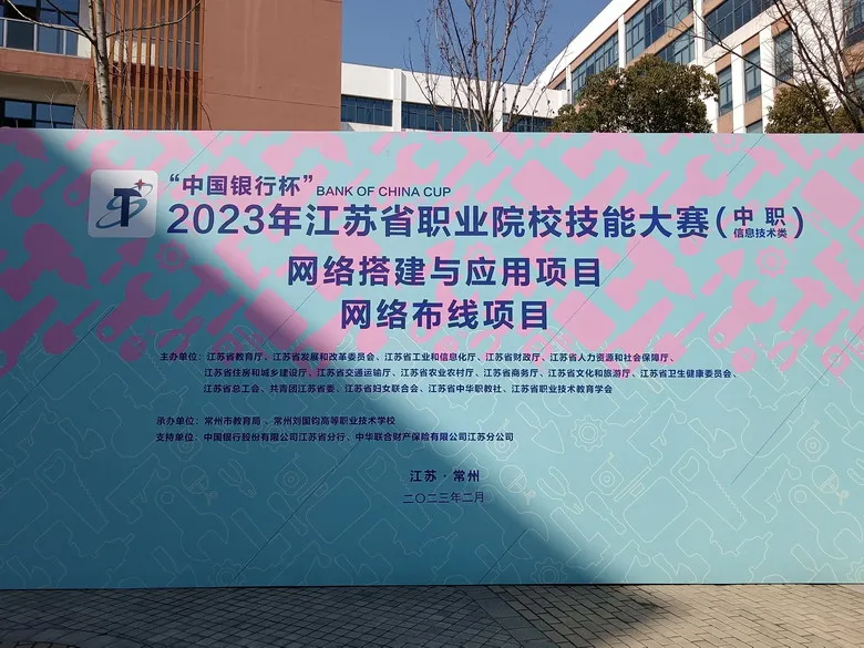 “中国银行杯” BANK OF CHINA CUP
2023年江苏省职业院校技能大赛（中职信息技术类）
网络搭建与应用项目
网络布线项目
主办单位：江苏省教育厅、江苏省发展和改革委员会、江苏省工业和信息化厅、江苏省财政厅、江苏省人力资源和社会保障厅、
江苏省住房和城乡建设厅、江苏省交通运输厅、江苏省农业农村厅、江苏省商务厅、江苏省文化和旅游厅、江苏省卫生健康委员会、
江苏省总工会、共青团江苏省委、江苏省妇女联合会、江苏省中华职教社、江苏省职业技术教育学会
承办单位：常州市教育局、常州刘国钧高等职业技术学校
支持单位：中国银行股份有限公司江苏省分行、中华联合财产保险有限公司江苏分公司
江苏·常州
二〇二三年二月